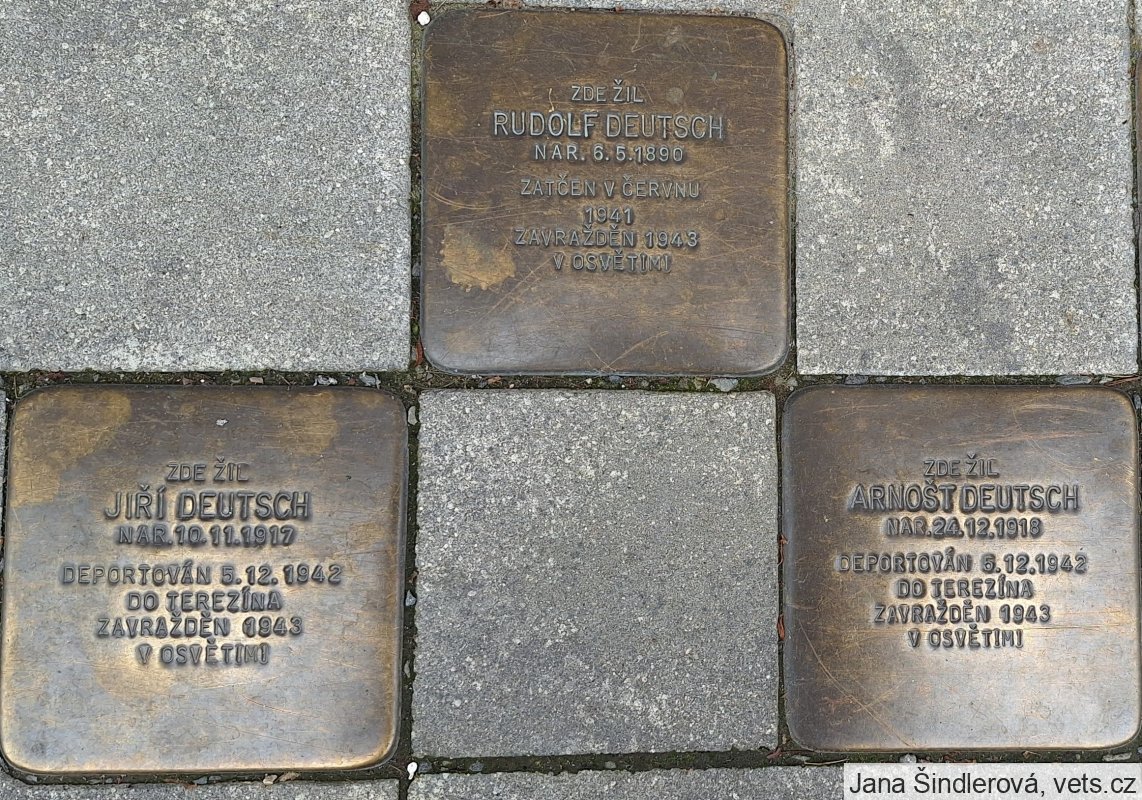 ZDE ŽIL
RUDOLF DEUTSCH
NAR. 6.5.1890
ZATČEN V ČERVNU
1941
ZAVRAŽDĚN 1943
V OSVĚTIMI
ZDE ŽIL
JIŘÍ DEUTSCH
NAR.10.11.1917
DEPORTOVÁN 5.12.1942
DO TEREZÍNA
ZAVRAŽDĚN 1943
V OSVĚTIMI
ZDE ŽIL
ARNOŠT DEUTSCH
NAR.24.12.1918
DEPORTOVÁN 5.12.1942
DO TEREZÍNA
ZAVRAŽDĚN 1943
V OSVĚTIMI
Jana Šindlerová, vets.cz